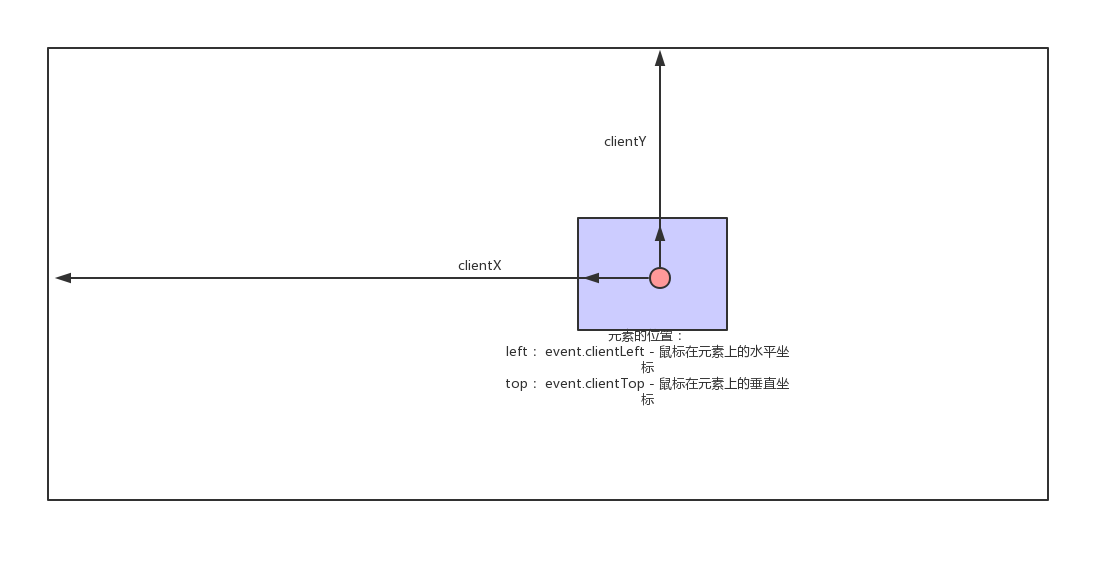 clientY
clientX
元素的位置：
left： event.clientLeft - 鼠标在元素上的水平坐
标
top： event.clientTop - 鼠标在元素上的垂直坐
标